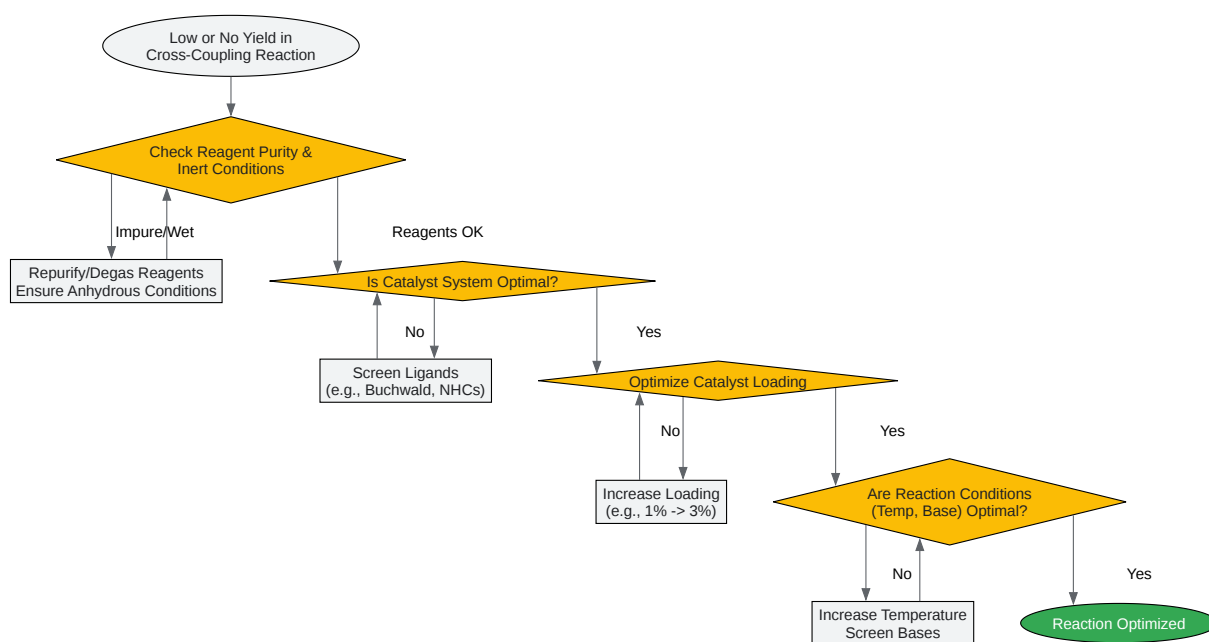 Low or No Yield in
Cross-Coupling Reaction
Check Reagent Purity &
Inert Conditions
Impure/Wet
Reagents OK
Repurify/Degas Reagents
Ensure Anhydrous Conditions
Is Catalyst System Optimal?
No
Yes
Screen Ligands
(e.g., Buchwald, NHCs)
Optimize Catalyst Loading
No
Yes
Increase Loading
(e.g., 1% -> 3%)
Are Reaction Conditions
(Temp, Base) Optimal?
No
Yes
Increase Temperature
Screen Bases
Reaction Optimized